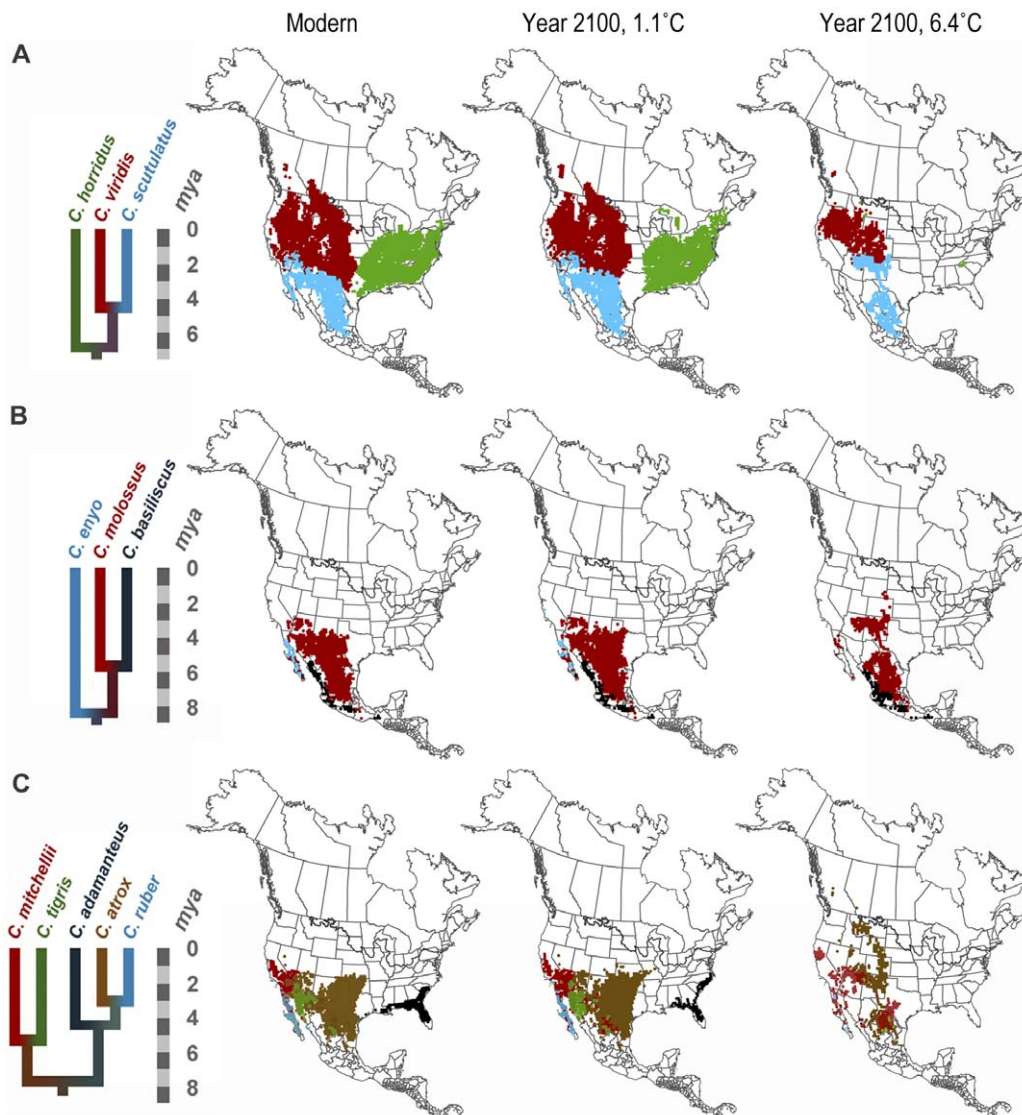 Modern
Year 2100, 1.1˚C
Year 2100, 6.4˚C
A
C. horridus
C. viridis
C. scutulatus
mya
0
2
4
6
B
C. enyo
C. molossus
C. basiliscus
mya
0
2
4
6
8
C
C. mitchellii
C. tigris
C. adamanteus
C. atrox
C. ruber
mya
0
2
4
6
8